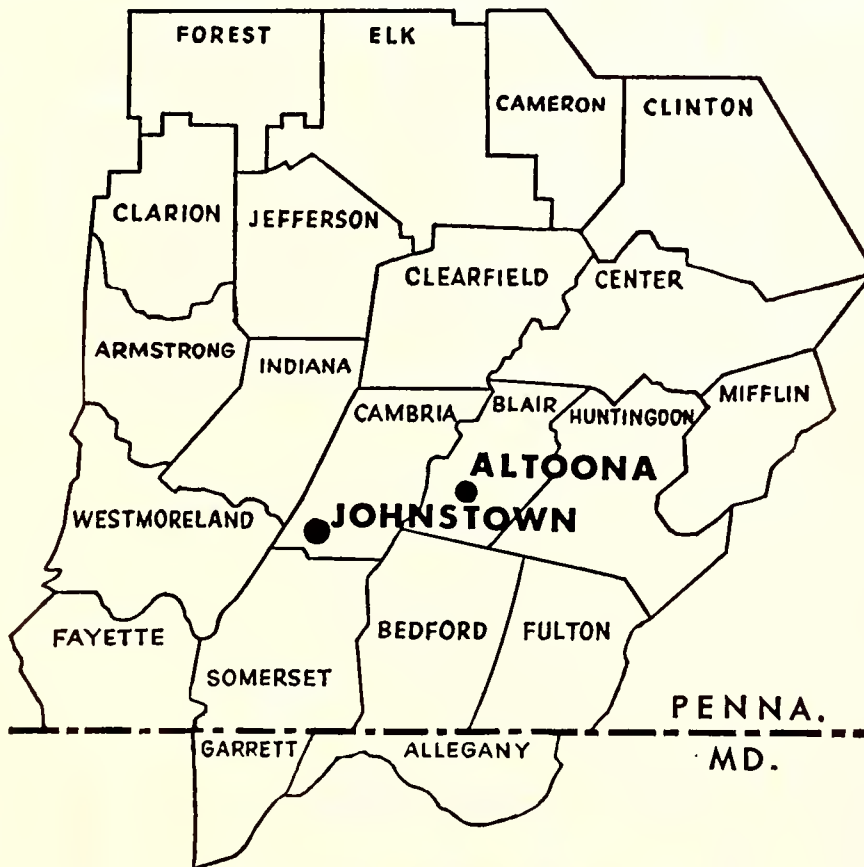 FOREST
ELK
CAMERON
CLINTON
CLARION
JEFFERSON
CLEARFIELD
CENTER
ARMSTRONG
INDIANA
CAMBRIA
BLAIR
HUNTINGDON
MIFFLIN
ALTOONA
WESTMORELAND
JOHNSTOWN
FAYETTE
BEDFORD
FULTON
SOMERSET
PENNA.
GARRETT
ALLEGANY
MD.